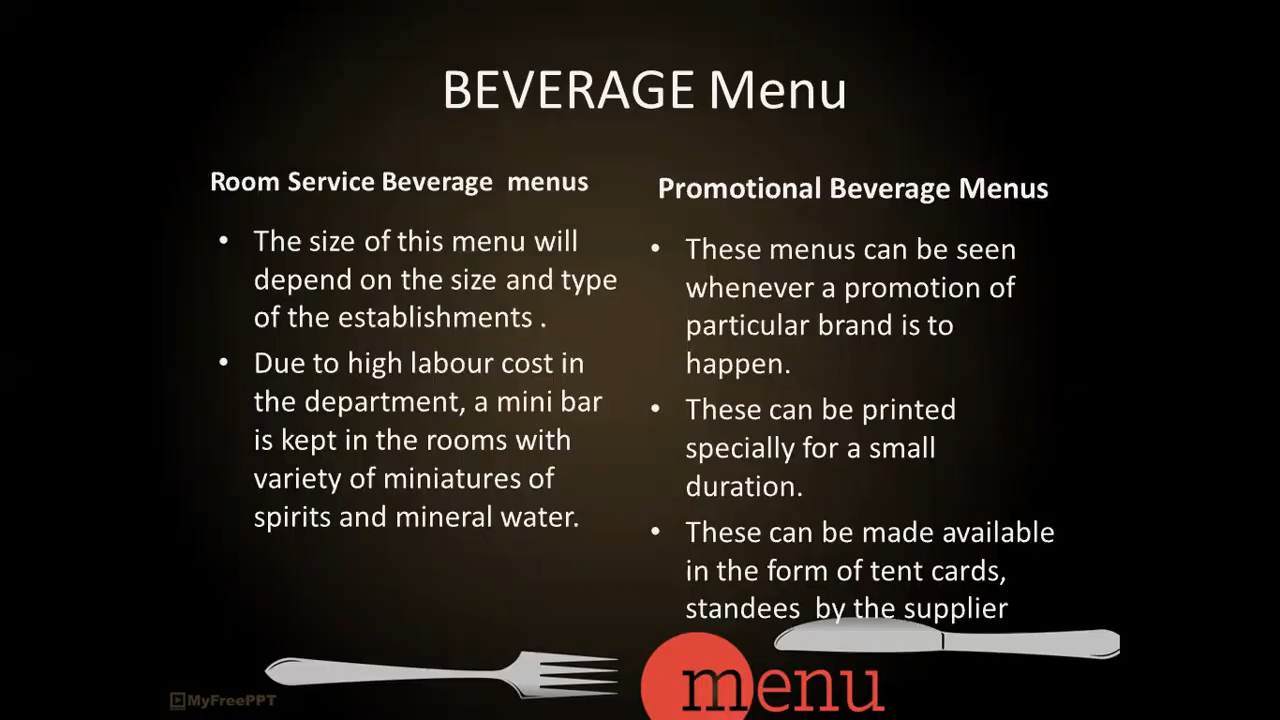 BEVERAGE Menu
Room Service Beverage menus
• The size of this menu will
depend on the size and type
of the establishments .
• Due to high labour cost in
the department, a mini bar
is kept in the rooms with
variety of miniatures of
spirits and mineral water.
Promotional Beverage Menus
• These menus can be seen
whenever a promotion of
particular brand is to
happen.
• These can be printed
specially for a small
duration.
• These can be made available
in the form of tent cards,
standees by the supplier
menu
MyFreePPT